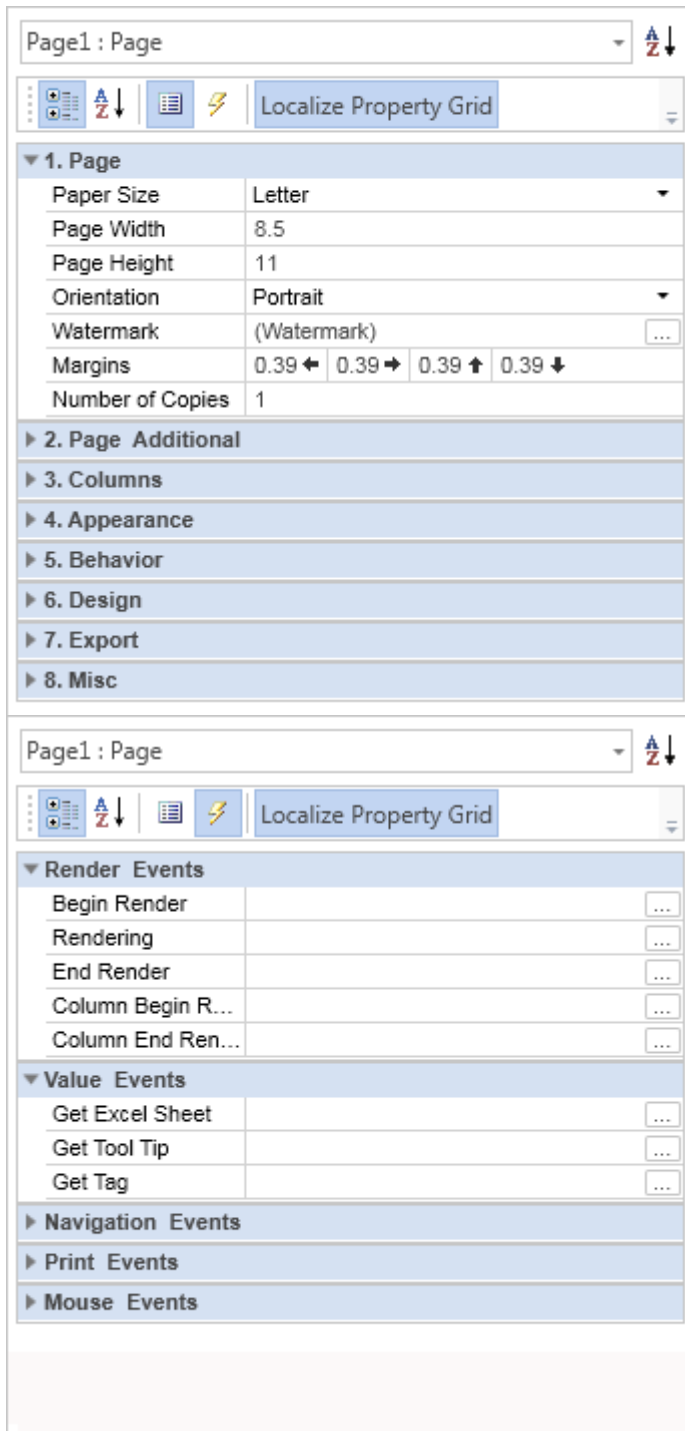 Page1 : Page
Localize Property Grid
1. Page
Paper Size Letter
Page Width 8.5
Page Height 11
Orientation Portrait
Watermark (Watermark) ...
Margins 0.39 0.39 0.39 0.39
Number of Copies 1
2. Page Additional
3. Columns
4. Appearance
5. Behavior
6. Design
7. Export
8. Misc
Page1 : Page
Localize Property Grid
Render Events
Begin Render ...
Rendering ...
End Render ...
Column Begin R... ...
Column End Ren... ...
Value Events
Get Excel Sheet ...
Get Tool Tip ...
Get Tag ...
Navigation Events
Print Events
Mouse Events